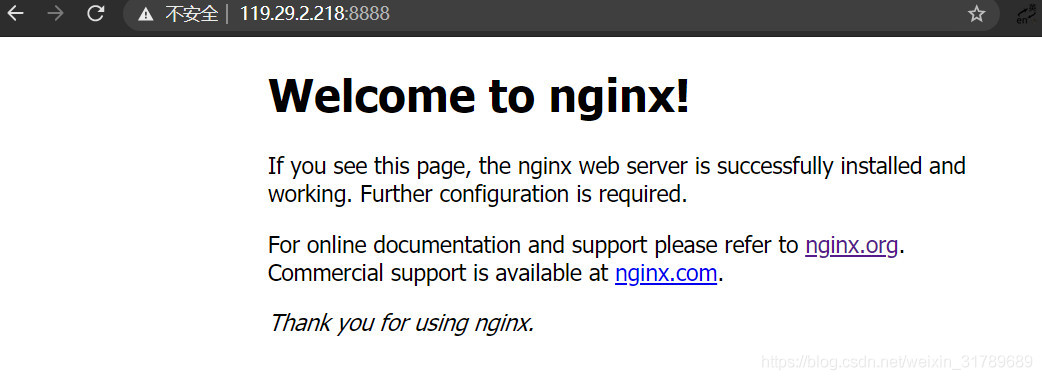 不安全 119.29.2.218:8888
Welcome to nginx!
If you see this page, the nginx web server is successfully installed and
working. Further configuration is required.
For online documentation and support please refer to nginx.org.
Commercial support is available at nginx.com.
Thank you for using nginx.
https://blog.csdn.net/weixin_31789689